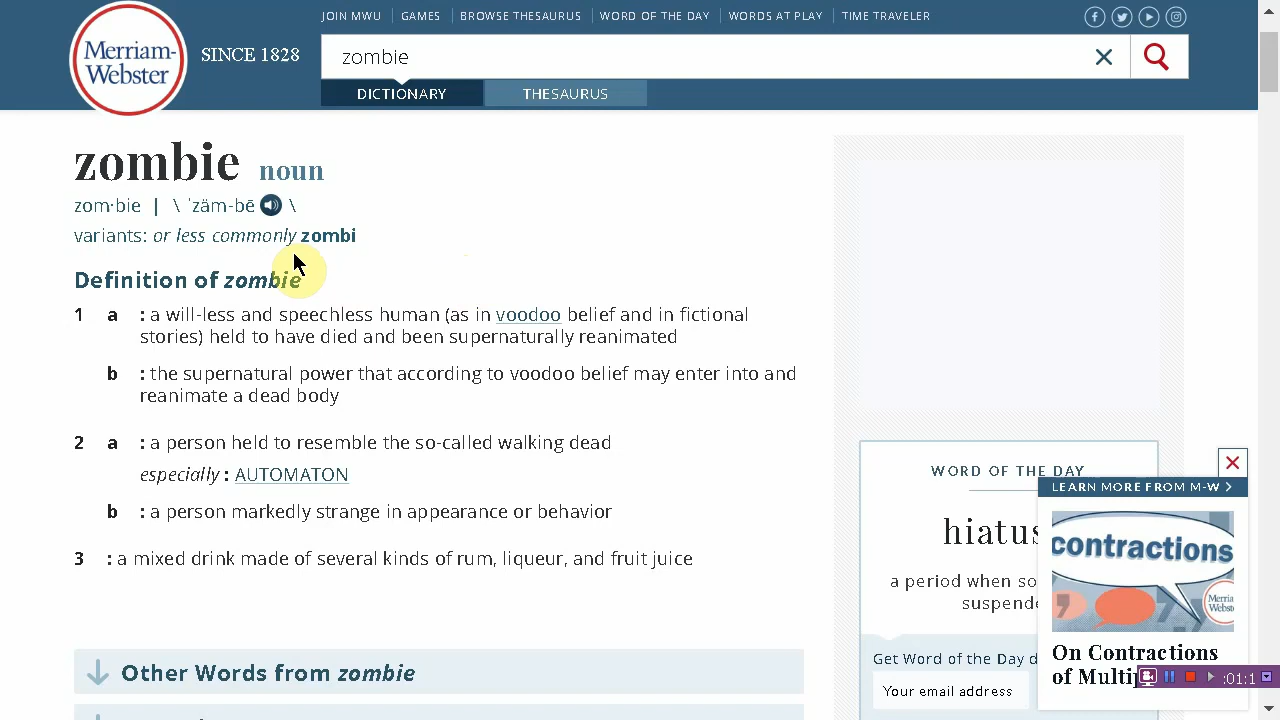 JOIN MWU GAMES BROWSE THESAURUS WORD OF THE DAY WORDS AT PLAY TIME TRAVELER
Merriam-
Webster
SINCE 1828
zombie
DICTIONARY THESAURUS
zombie noun
zom·bie | \ ˈzäm-bē \
variants: or less commonly zombi
Definition of zombie
1 a : a will-less and speechless human (as in voodoo belief and in fictional
stories) held to have died and been supernaturally reanimated
b : the supernatural power that according to voodoo belief may enter into and
reanimate a dead body
2 a : a person held to resemble the so-called walking dead
especially : AUTOMATON
b : a person markedly strange in appearance or behavior
3 : a mixed drink made of several kinds of rum, liqueur, and fruit juice
Other Words from zombie
WORD OF THE DAY
hiatus
a period when so
suspende
Get Word of the Day d
Your email address
LEARN MORE FROM M-W >
contractions
Merria
Webst
On Contractions
of Multip
:01:1